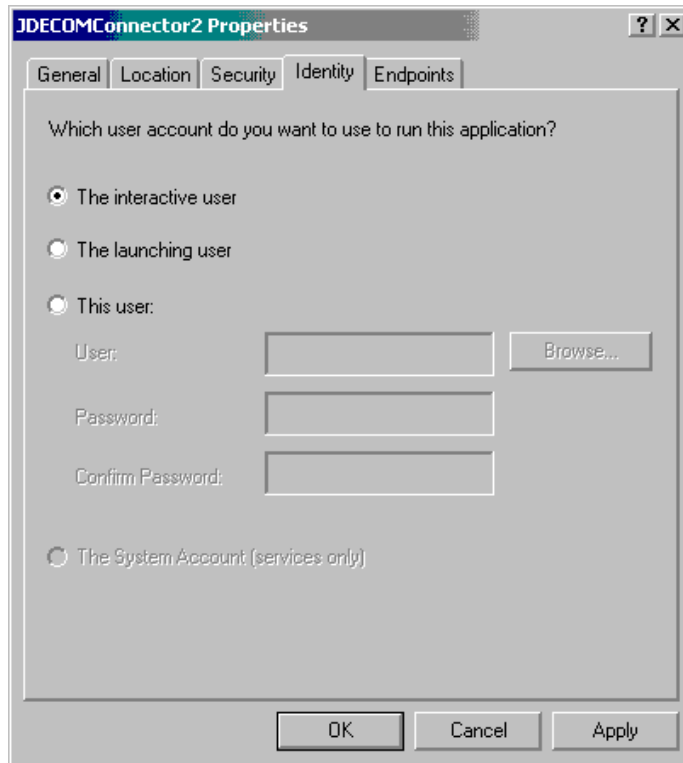 JDECOMConnector2 Properties
General Location Security Identity Endpoints
Which user account do you want to use to run this application?
The interactive user
The launching user
This user:
User:
Browse...
Password:
Confirm Password:
The System Account (services only)
OK Cancel Apply